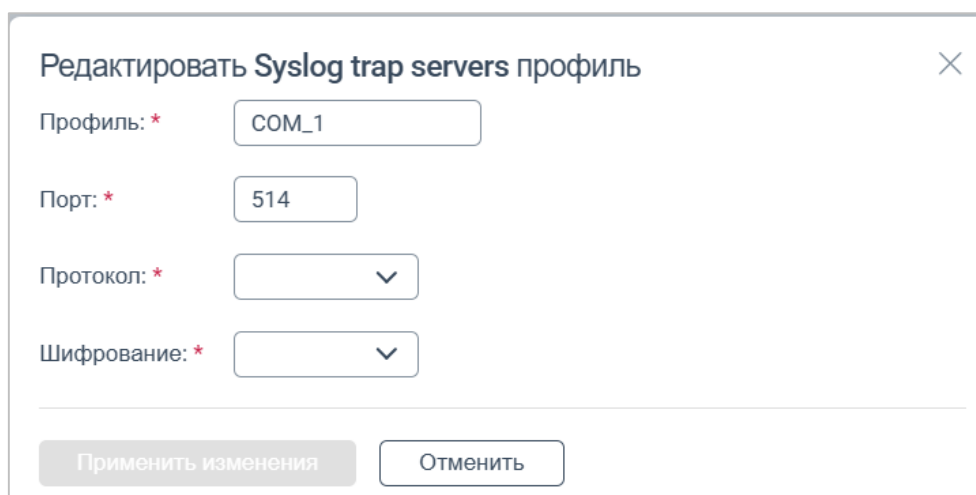 Редактировать Syslog trap servers профиль
Профиль: * COM_1
Порт: * 514
Протокол: *
Шифрование: *
Применить изменения Отменить